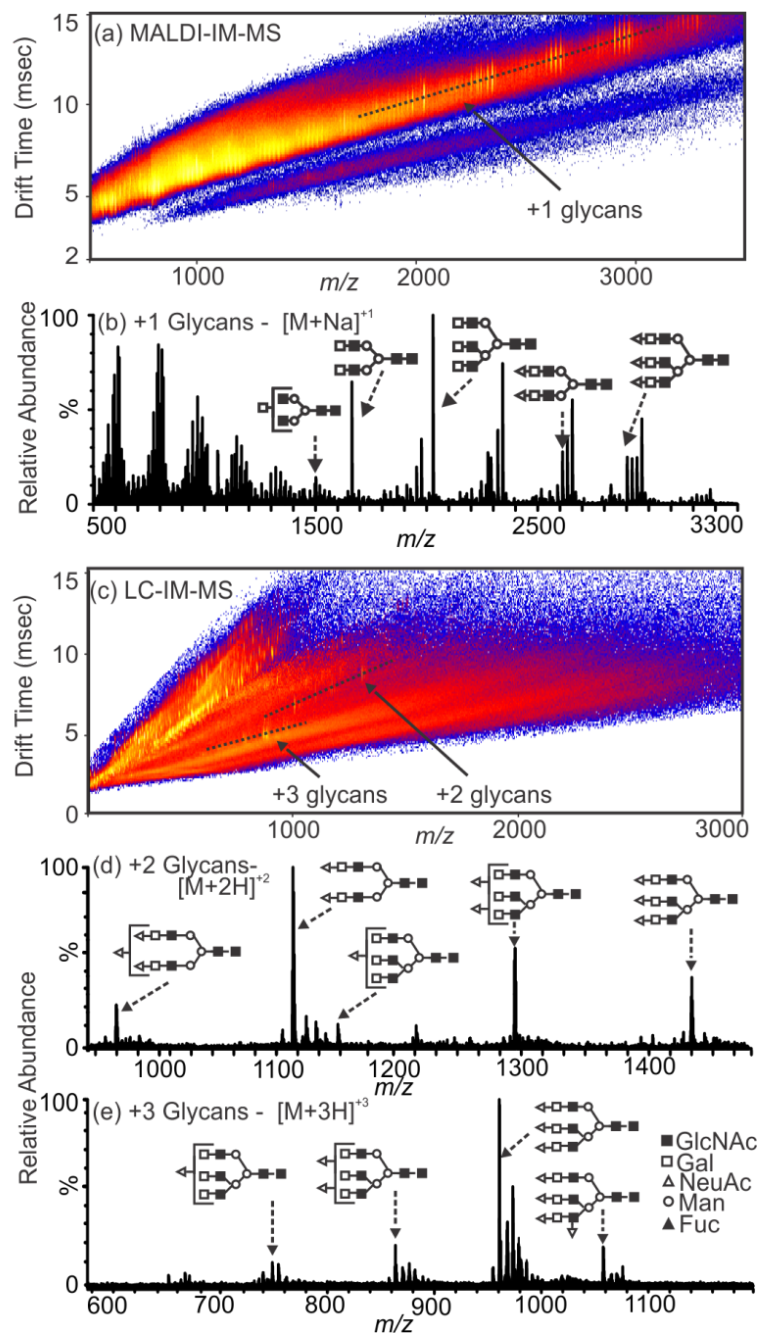 (a) MALDI-IM-MS
Drift Time (msec)
15
10
5
2
+1 glycans
1000
2000
3000
m/z
(b) +1 Glycans - [M+Na]+1
Relative Abundance
%
100
0
500
1500
2500
3300
m/z
(c) LC-IM-MS
Drift Time (msec)
15
10
5
0
+3 glycans
+2 glycans
1000
2000
3000
m/z
(d) +2 Glycans-
[M+2H]+2
Relative Abundance
%
100
0
1000
1100
1200
1300
1400
m/z
(e) +3 Glycans - [M+3H]+3
100
%
0
GlcNAc
Gal
NeuAc
Man
Fuc
600
700
800
900
1000
1100
m/z